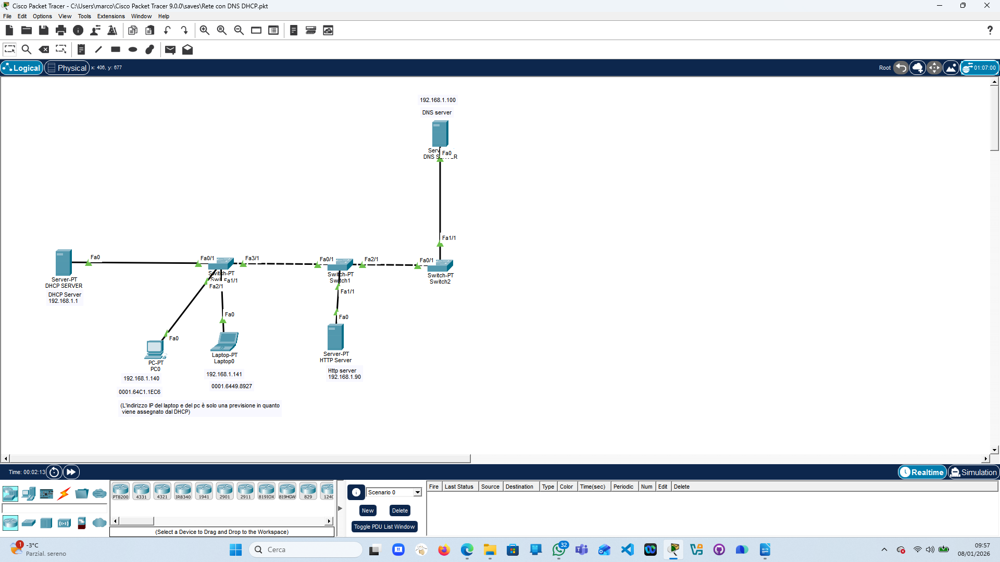 Cisco Packet Tracer - C:\Users\marco\Cisco Packet Tracer 9.0.0\saves\Rete con DNS DHCP.pkt
File Edit Options View Tools Extensions Window Help
Logical Physical x: 406, y: 677 Root 01:07:00
192.168.1.100
DNS server
Fa0
Fa1/1
Fa0
Fa0/1
Fa3/1
Fa0/1
Fa2/1
Fa0/1
Server-PT
DHCP SERVER
DHCP Server
192.168.1.1
Switch-PT
Fa1/1
Fa2/1
Switch-PT
Switch1
Fa1/1
Switch-PT
Switch2
Fa0
Fa0
Fa0
PC-PT
PC0
192.168.1.140
0001.64C1.1EC6
Laptop-PT
Laptop0
192.168.1.141
0001.6449.8927
Server-PT
HTTP Server
Http server
192.168.1.90
(L'indirizzo IP del laptop e del pc è solo una previsione in quanto
viene assegnato dal DHCP)
Time: 00:02:13 Realtime Simulation
PT8200 4331 4321 IR8340 1941 2901 2911 819IOX 819HGW 829 1240
(Select a Device to Drag and Drop to the Workspace)
Scenario 0
New Delete
Toggle PDU List Window
Fire Last Status Source Destination Type Color Time(sec) Periodic Num Edit Delete
1
-3°C
Parzial. sereno
Cerca
32
09:57
08/01/2026